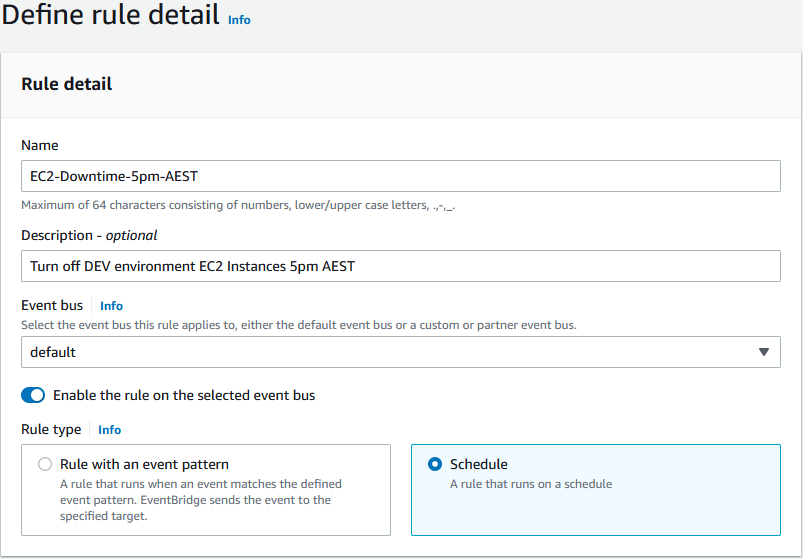 Define rule detail Info
Rule detail
Name
EC2-Downtime-5pm-AEST
Maximum of 64 characters consisting of numbers, lower/upper case letters, .,-,_.
Description - optional
Turn off DEV environment EC2 Instances 5pm AEST
Event bus Info
Select the event bus this rule applies to, either the default event bus or a custom or partner event bus.
default
Enable the rule on the selected event bus
Rule type Info
Rule with an event pattern
A rule that runs when an event matches the defined
event pattern. EventBridge sends the event to the
specified target.
Schedule
A rule that runs on a schedule